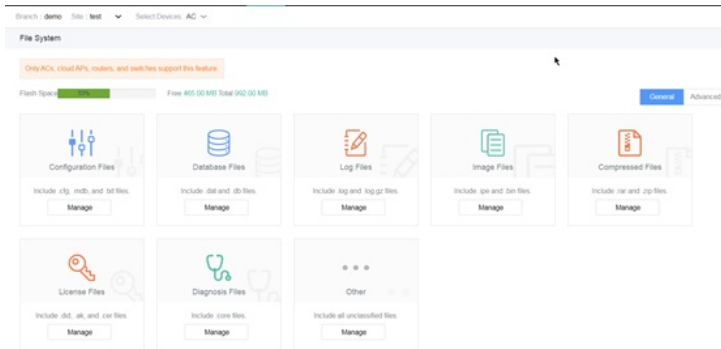 Branch : demo Site : test Select Devices AC
File System
Only ACs, cloud APs, routers, and switches support this feature.
Flash Space 53% Free 465.00 MB Total 992.00 MB
General Advanced
Configuration Files Database Files Log Files Image Files Compressed Files
Include .cfg, .mdb, and .txt files. Include .dat and .db files. Include .log and .log.gz files. Include .ipe and .bin files. Include .rar and .zip files.
Manage Manage Manage Manage Manage
License Files Diagnosis Files Other
Include .did, .ak, and .cer files. Include .core files. Include all unclassified files.
Manage Manage Manage